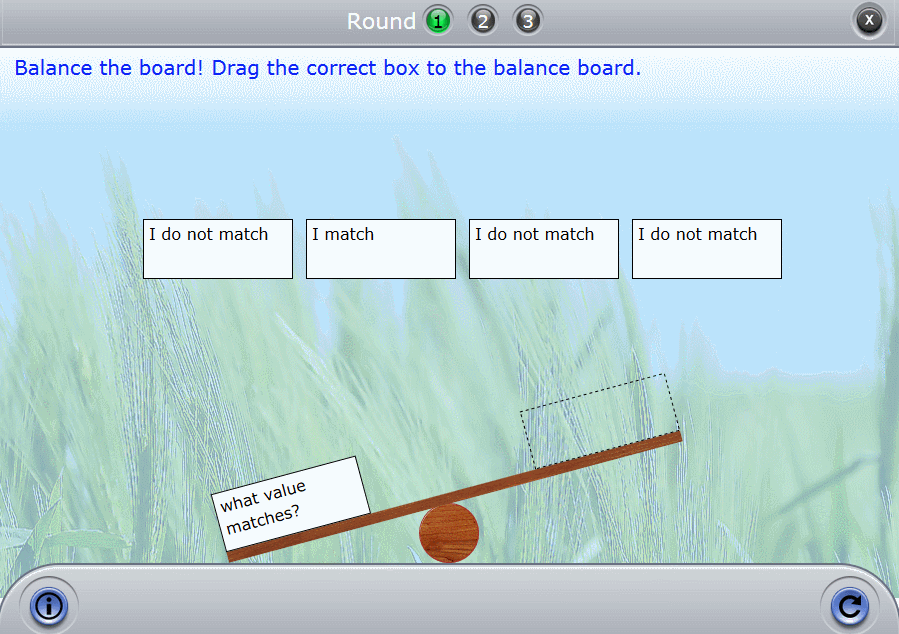 Round 1 2 3 X
Balance the board! Drag the correct box to the balance board.
I do not match
I match
I do not match
I do not match
what value
matches?